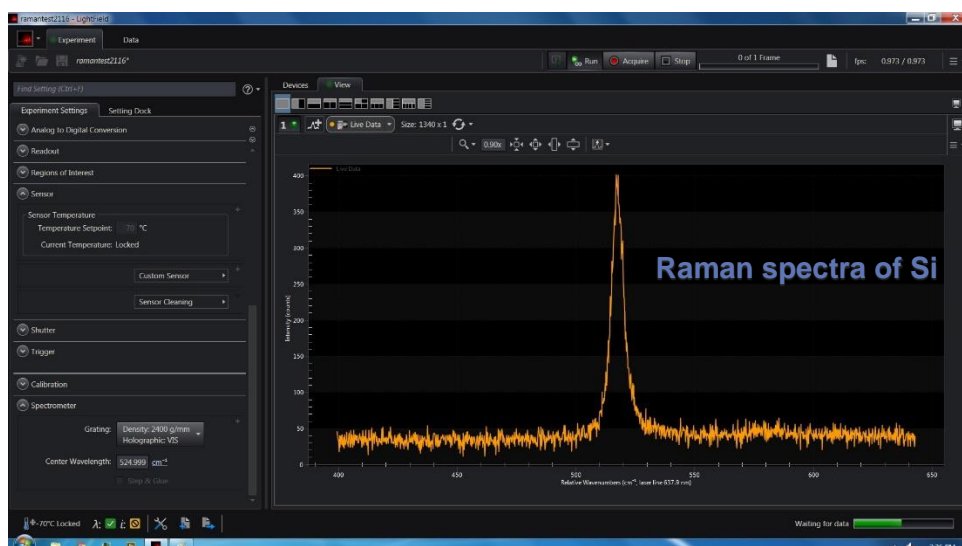 ramantest2116 - LightField
Experiment Data
ramantest2116*
Run Acquire Stop 0 of 1 Frame fps: 0.973 / 0.973
Find Setting (Ctrl+F)
Devices View
Experiment Settings Setting Dock
Analog to Digital Conversion
1 Live Data Size: 1340 x 1
Readout
0.90x
Regions of Interest
Live Data
Sensor
Sensor Temperature
Temperature Setpoint: -70 °C
Current Temperature: Locked
Custom Sensor
Sensor Cleaning
Shutter
Trigger
Calibration
Spectrometer
Grating: Density: 2400 g/mm
Holographic: VIS
Center Wavelength: 524.999 cm⁻¹
Step & Glue
Raman spectra of Si
Intensity (counts)
400
350
300
250
200
150
100
50
0
400 450 500 550 600 650
Relative Wavenumbers (cm⁻¹, laser line 637.9 nm)
-70°C Locked λ: i: Waiting for data